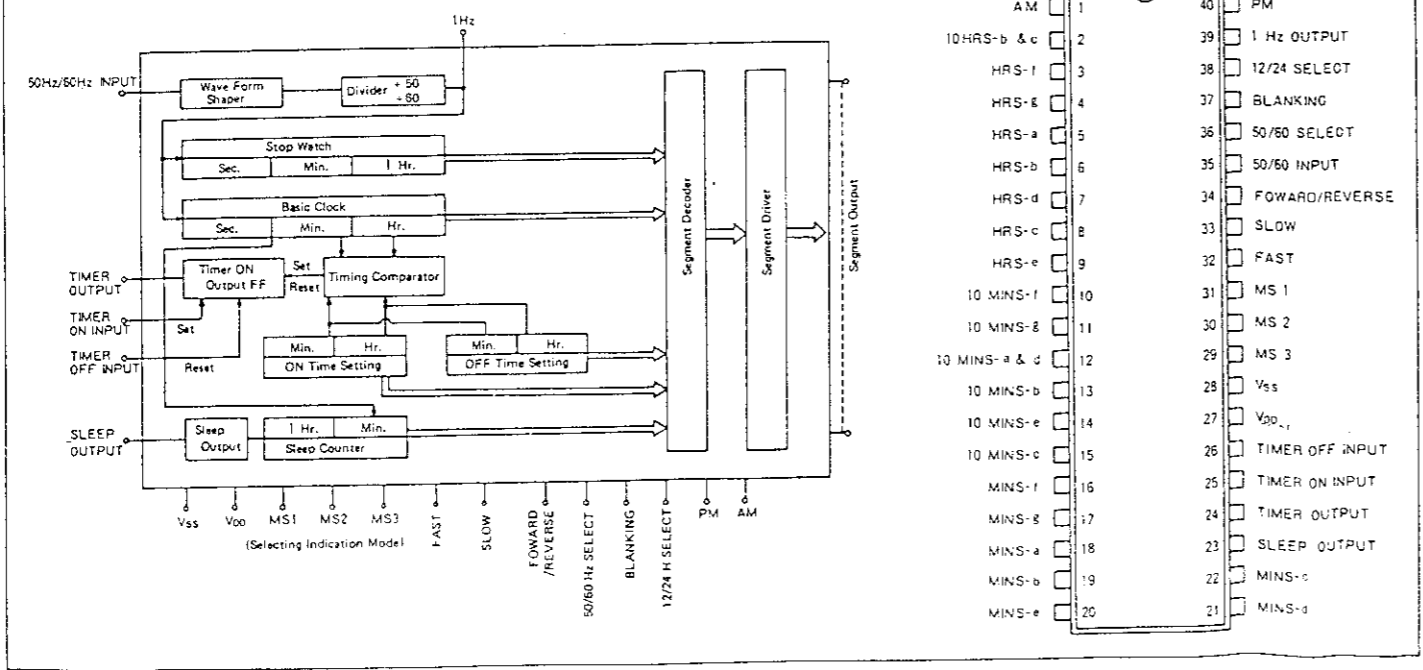 1Hz
50Hz/60Hz INPUT
Wave Form
Shaper
Divider ÷ 50
÷ 60
Stop Watch
Sec. Min. 1 Hr.
Basic Clock
Sec. Min. Hr.
TIMER
OUTPUT
Timer ON
Output FF
Set
Reset
Timing Comparator
TIMER
ON INPUT
Set
TIMER
OFF INPUT
Reset
Min. Hr.
ON Time Setting
Min. Hr.
OFF Time Setting
SLEEP
OUTPUT
Sleep
Output
1 Hr. Min.
Sleep Counter
Segment Decoder
Segment Driver
Segment Output
VSS VDD MS1 MS2 MS3
(Selecting Indication Mode)
FAST
SLOW
FOWARD
/REVERSE
50/60 Hz SELECT
BLANKING
12/24 H SELECT
PM AM
AM 1 40 PM
10HRS-b & c 2 39 1 Hz OUTPUT
HRS-f 3 38 12/24 SELECT
HRS-g 4 37 BLANKING
HRS-a 5 36 50/60 SELECT
HRS-b 6 35 50/60 INPUT
HRS-d 7 34 FOWARD/REVERSE
HRS-c 8 33 SLOW
HRS-e 9 32 FAST
10 MINS-f 10 31 MS 1
10 MINS-g 11 30 MS 2
10 MINS-a & d 12 29 MS 3
10 MINS-b 13 28 VSS
10 MINS-e 14 27 VDD
10 MINS-c 15 26 TIMER OFF INPUT
MINS-f 16 25 TIMER ON INPUT
MINS-g 17 24 TIMER OUTPUT
MINS-a 18 23 SLEEP OUTPUT
MINS-b 19 22 MINS-c
MINS-e 20 21 MINS-d